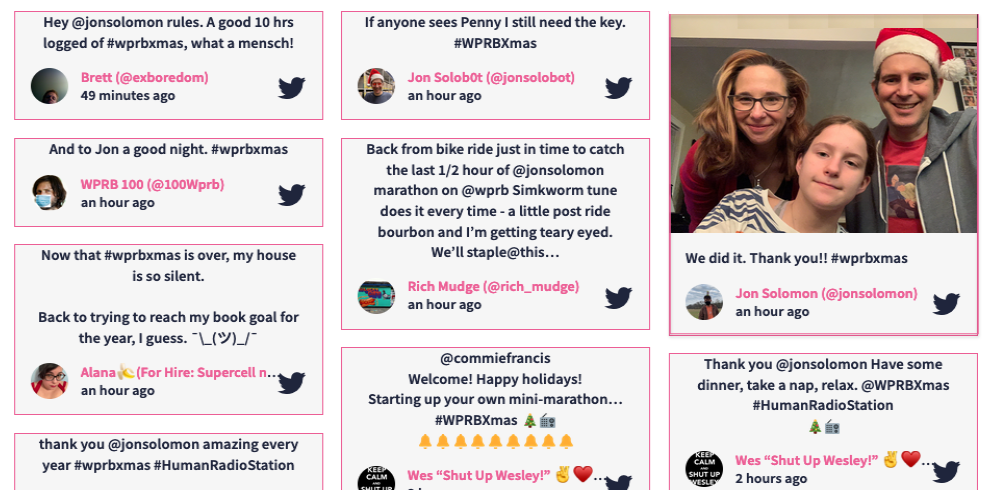 Hey @jonsolomon rules. A good 10 hrs
logged of #wprbxmas, what a mensch!
Brett (@exboredom)
49 minutes ago
And to Jon a good night. #wprbxmas
WPRB 100 (@100Wprb)
an hour ago
Now that #wprbxmas is over, my house
is so silent.
Back to trying to reach my book goal for
the year, I guess. ¯\_(ツ)_/¯
Alana🍌(For Hire: Supercell n...
an hour ago
thank you @jonsolomon amazing every
year #wprbxmas #HumanRadioStation
If anyone sees Penny I still need the key.
#WPRBXmas
Jon Solob0t (@jonsolobot)
an hour ago
Back from bike ride just in time to catch
the last 1/2 hour of @jonsolomon
marathon on @wprb Simkworm tune
does it every time - a little post ride
bourbon and I'm getting teary eyed.
We'll staple@this…
Rich Mudge (@rich_mudge)
an hour ago
@commiefrancis
Welcome! Happy holidays!
Starting up your own mini-marathon…
#WPRBXmas 🎄📻
🔔🔔🔔🔔🔔🔔🔔🔔🔔
KEEP
CALM
AND
SHUT UP
Wes “Shut Up Wesley!” ✌️❤️...
We did it. Thank you!! #wprbxmas
Jon Solomon (@jonsolomon)
an hour ago
Thank you @jonsolomon Have some
dinner, take a nap, relax. @WPRBXmas
#HumanRadioStation
🎄📻
KEEP
CALM
AND
SHUT UP
WESLEY
Wes “Shut Up Wesley!” ✌️❤️...
2 hours ago